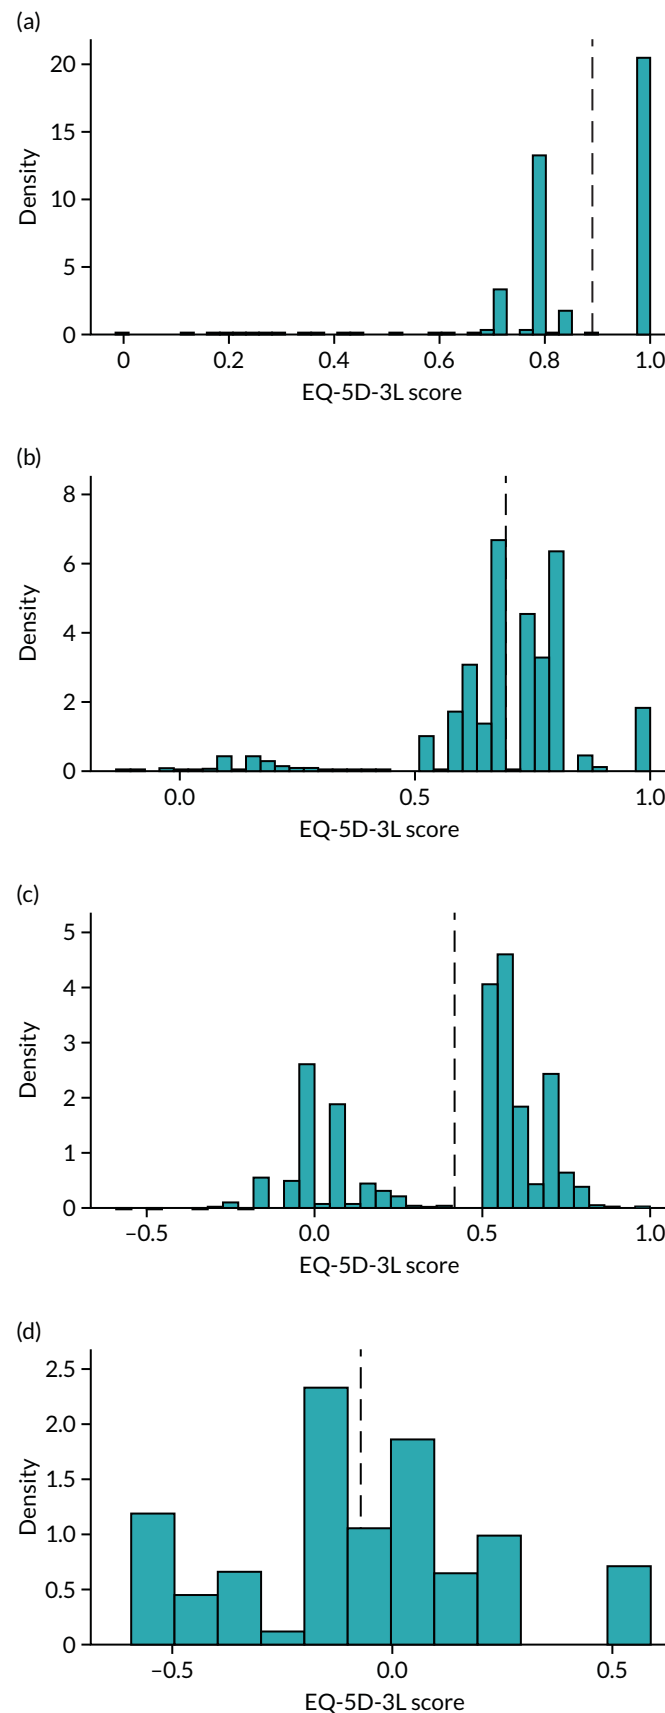 (a)
Density
20
15
10
5
0
0 0.2 0.4 0.6 0.8 1.0
EQ-5D-3L score
(b)
Density
8
6
4
2
0
0.0 0.5 1.0
EQ-5D-3L score
(c)
Density
5
4
3
2
1
0
−0.5 0.0 0.5 1.0
EQ-5D-3L score
(d)
Density
2.5
2.0
1.5
1.0
0.5
0
−0.5 0.0 0.5
EQ-5D-3L score